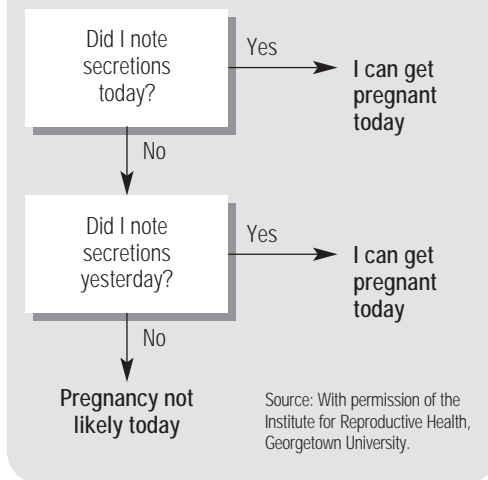 Did I note
secretions
today?
Yes
I can get
pregnant
today
No
Did I note
secretions
yesterday?
Yes
I can get
pregnant
today
No
Pregnancy not
likely today
Source: With permission of the
Institute for Reproductive Health,
Georgetown University.